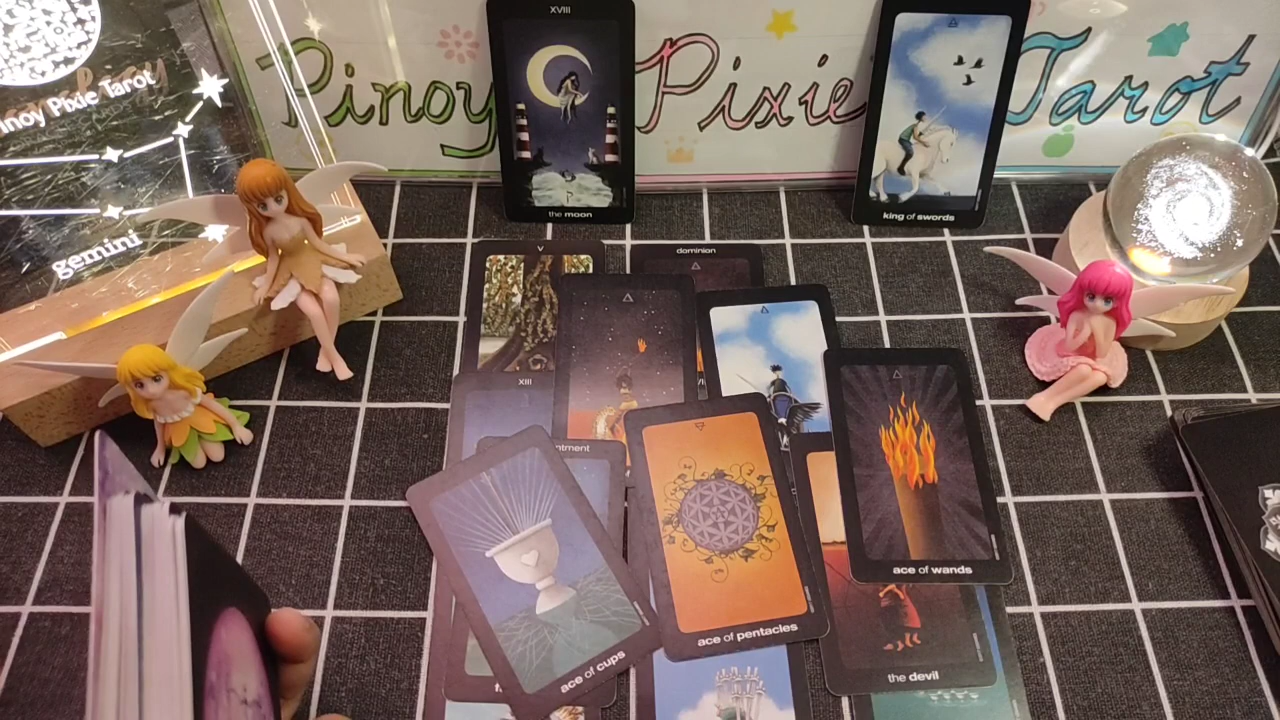 XVIII
Pinoy Pixie Tarot
inoy Pixie Tarot
gemini
the moon
king of swords
V
dominion
XIII
ntment
ace of cups
ace of pentacles
ace of wands
the devil